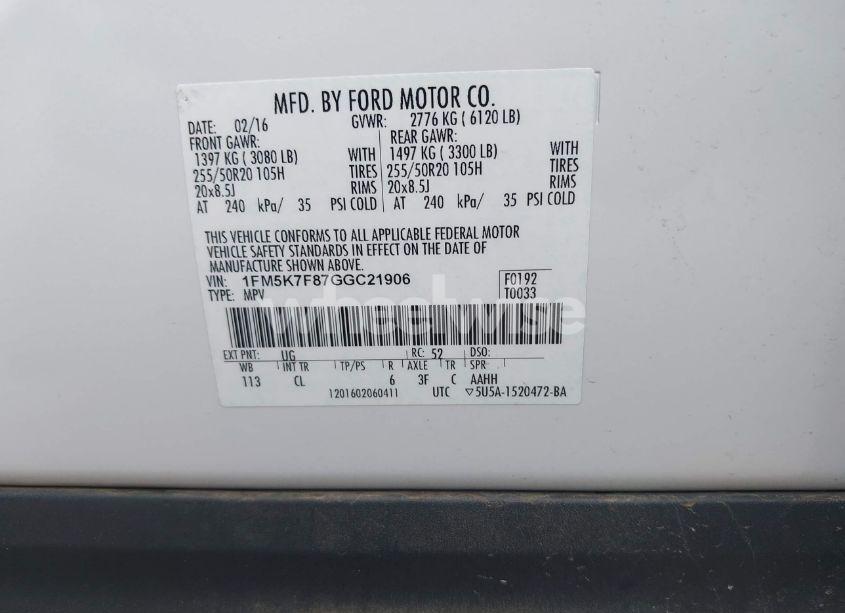 MFD. BY FORD MOTOR CO.
DATE: 02/16 GVWR: 2776 KG ( 6120 LB)
FRONT GAWR: REAR GAWR:
1397 KG ( 3080 LB) WITH 1497 KG ( 3300 LB) WITH
255/50R20 105H TIRES 255/50R20 105H TIRES
20x8.5J RIMS 20x8.5J RIMS
AT 240 kPa/ 35 PSI COLD AT 240 kPa/ 35 PSI COLD
THIS VEHICLE CONFORMS TO ALL APPLICABLE FEDERAL MOTOR
VEHICLE SAFETY STANDARDS IN EFFECT ON THE DATE OF
MANUFACTURE SHOWN ABOVE.
VIN: 1FM5K7F87GGC21906 F0192
TYPE: MPV T0033
wheelwise
EXT PNT: UG RC: 52 DSO:
WB INT TR TP/PS R AXLE TR SPR
113 CL 6 3F C AAHH
1201602060411 UTC ▽5U5A-1520472-BA